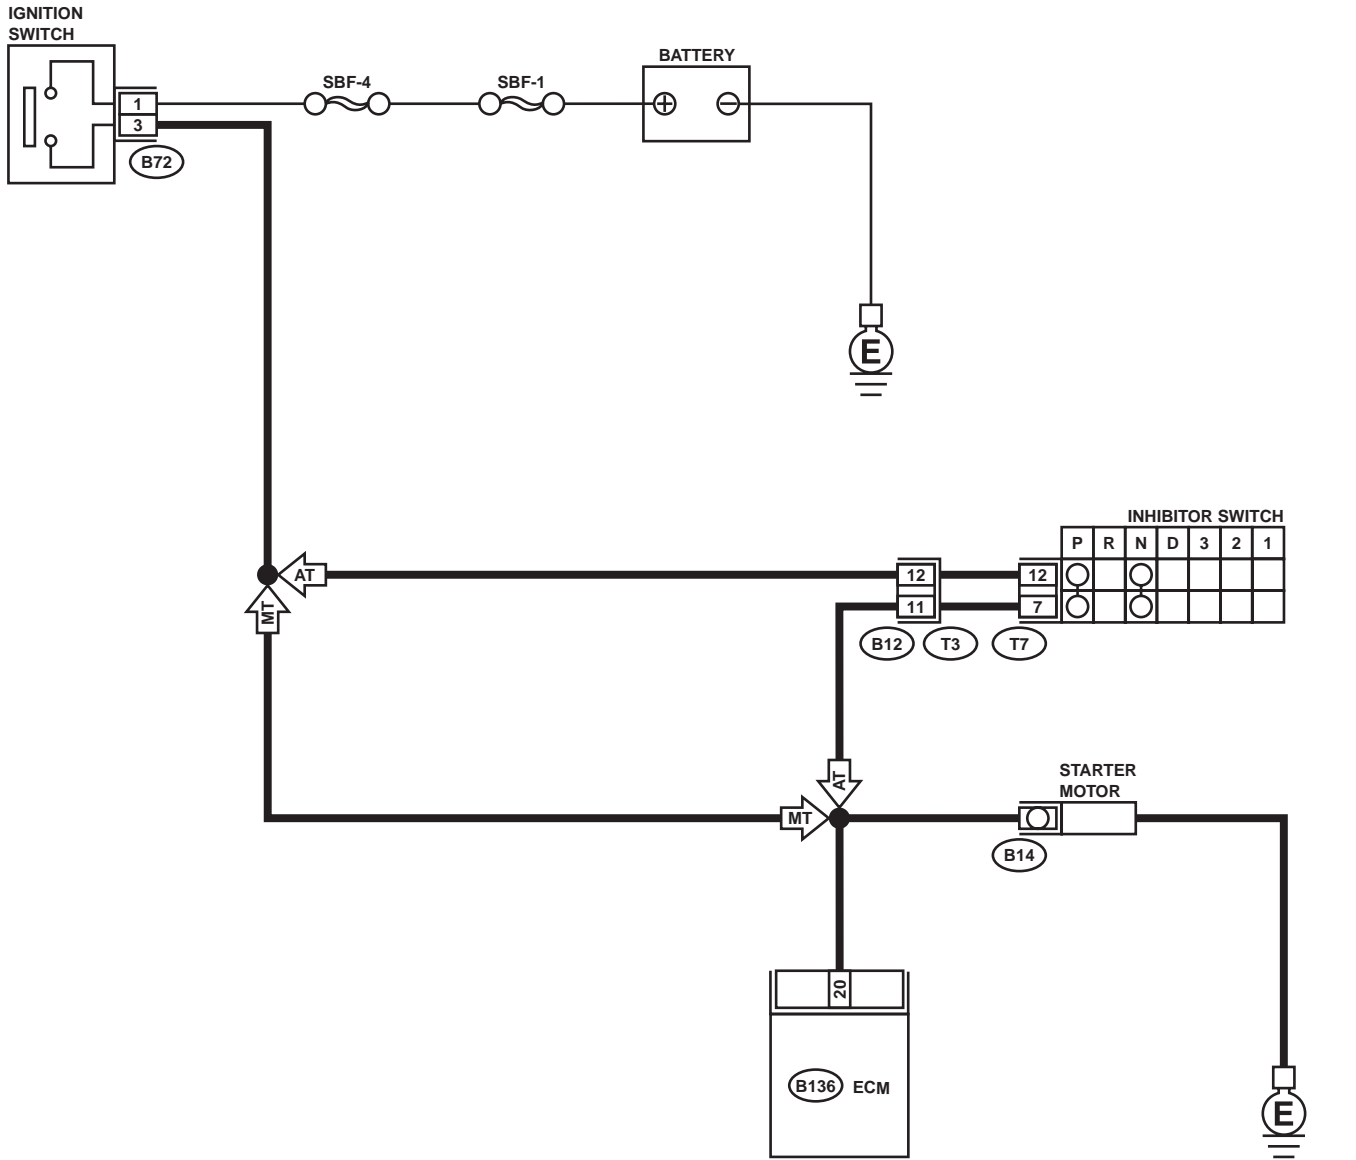 IGNITION
SWITCH
SBF-4
SBF-1
BATTERY
1
3
B72
E
INHIBITOR SWITCH
P R N D 3 2 1
AT
12
12
11
7
MT
B12
T3
T7
AT
STARTER
MOTOR
MT
B14
20
B136 ECM
E